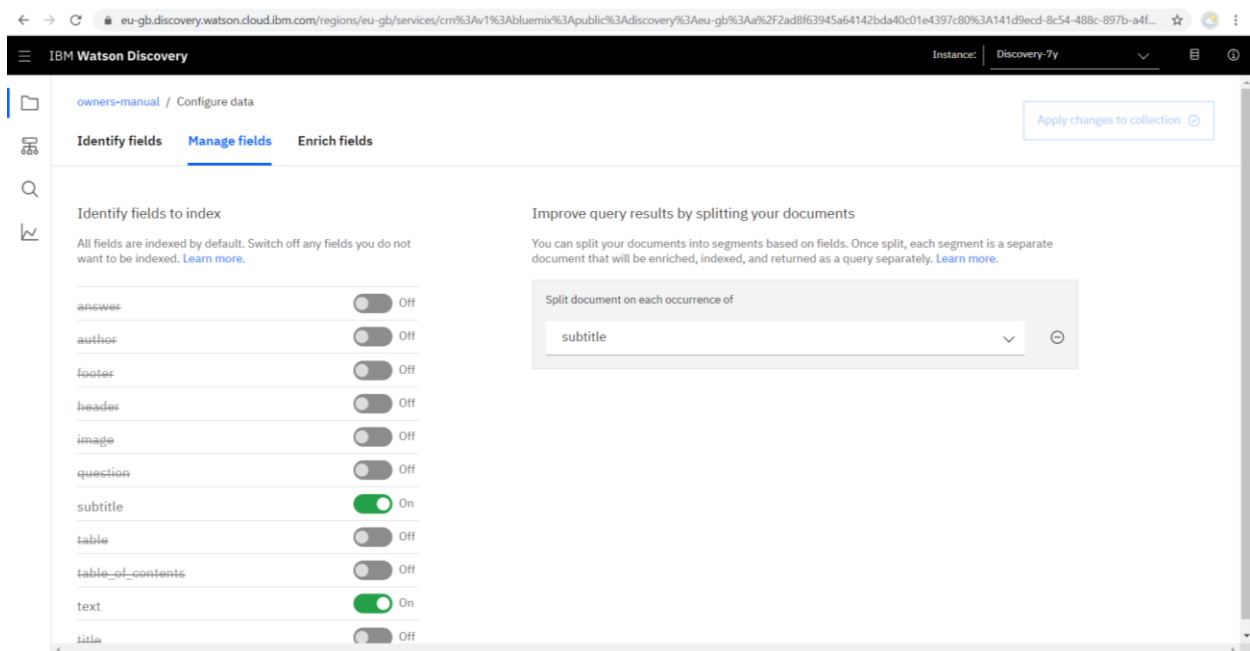 eu-gb.discovery.watson.cloud.ibm.com/regions/eu-gb/services/crn%3Av1%3Abluemix%3Apublic%3Adiscovery%3Aeu-gb%3Aa%2F2ad8f63945a64142bda40c01e4397c80%3A141d9ecd-8c54-488c-897b-a4f...
IBM Watson Discovery
Instance:
Discovery-7y
owners-manual / Configure data
Apply changes to collection
Identify fields
Manage fields
Enrich fields
Identify fields to index
All fields are indexed by default. Switch off any fields you do not
want to be indexed. Learn more.
answer Off
author Off
footer Off
header Off
image Off
question Off
subtitle On
table Off
table_of_contents Off
text On
title Off
Improve query results by splitting your documents
You can split your documents into segments based on fields. Once split, each segment is a separate
document that will be enriched, indexed, and returned as a query separately. Learn more.
Split document on each occurrence of
subtitle